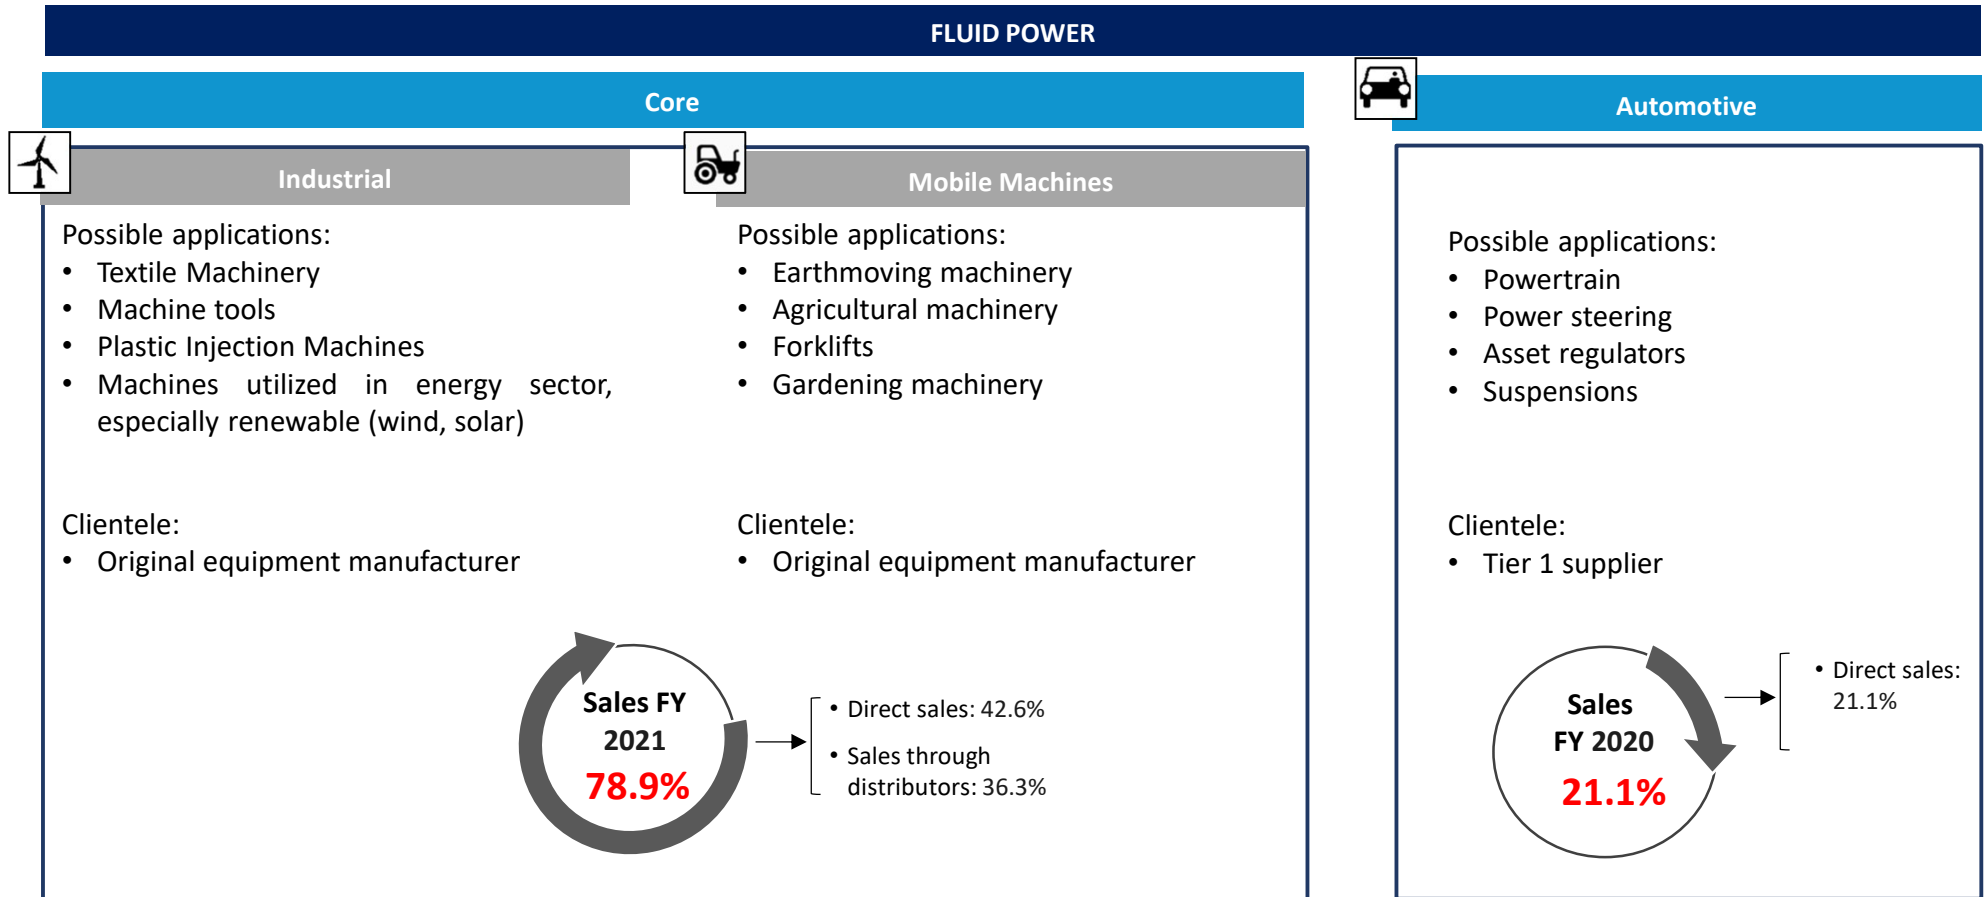 FLUID POWER
Core
Industrial
Possible applications:
• Textile Machinery
• Machine tools
• Plastic Injection Machines
• Machines utilized in energy sector,
especially renewable (wind, solar)
Clientele:
• Original equipment manufacturer
Mobile Machines
Possible applications:
• Earthmoving machinery
• Agricultural machinery
• Forklifts
• Gardening machinery
Clientele:
• Original equipment manufacturer
Sales FY
2021
78.9%
• Direct sales: 42.6%
• Sales through
distributors: 36.3%
Automotive
Possible applications:
• Powertrain
• Power steering
• Asset regulators
• Suspensions
Clientele:
• Tier 1 supplier
Sales
FY 2020
21.1%
• Direct sales:
21.1%